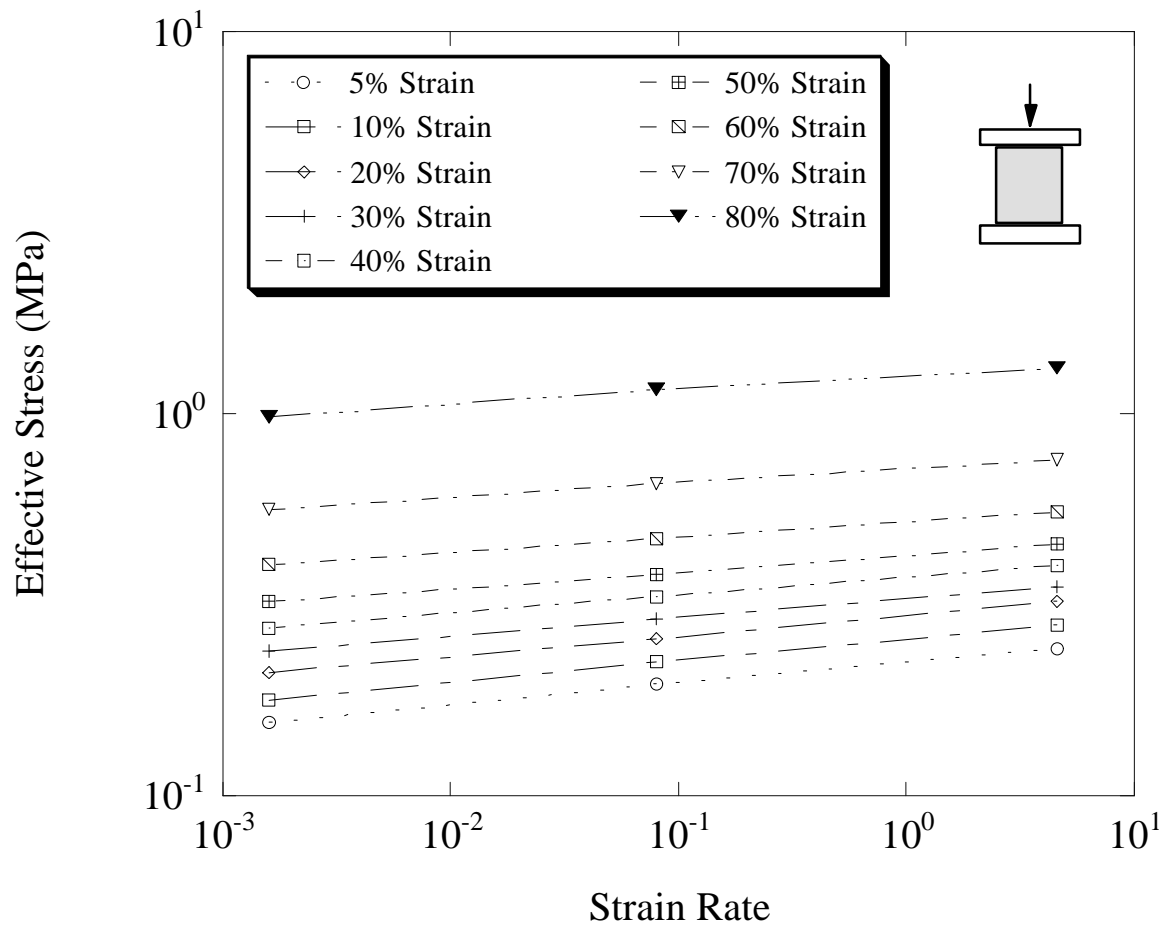 10^1
5% Strain
10% Strain
20% Strain
30% Strain
40% Strain
50% Strain
60% Strain
70% Strain
80% Strain
Effective Stress (MPa)
10^0
10^-1
10^-3 10^-2 10^-1 10^0 10^1
Strain Rate